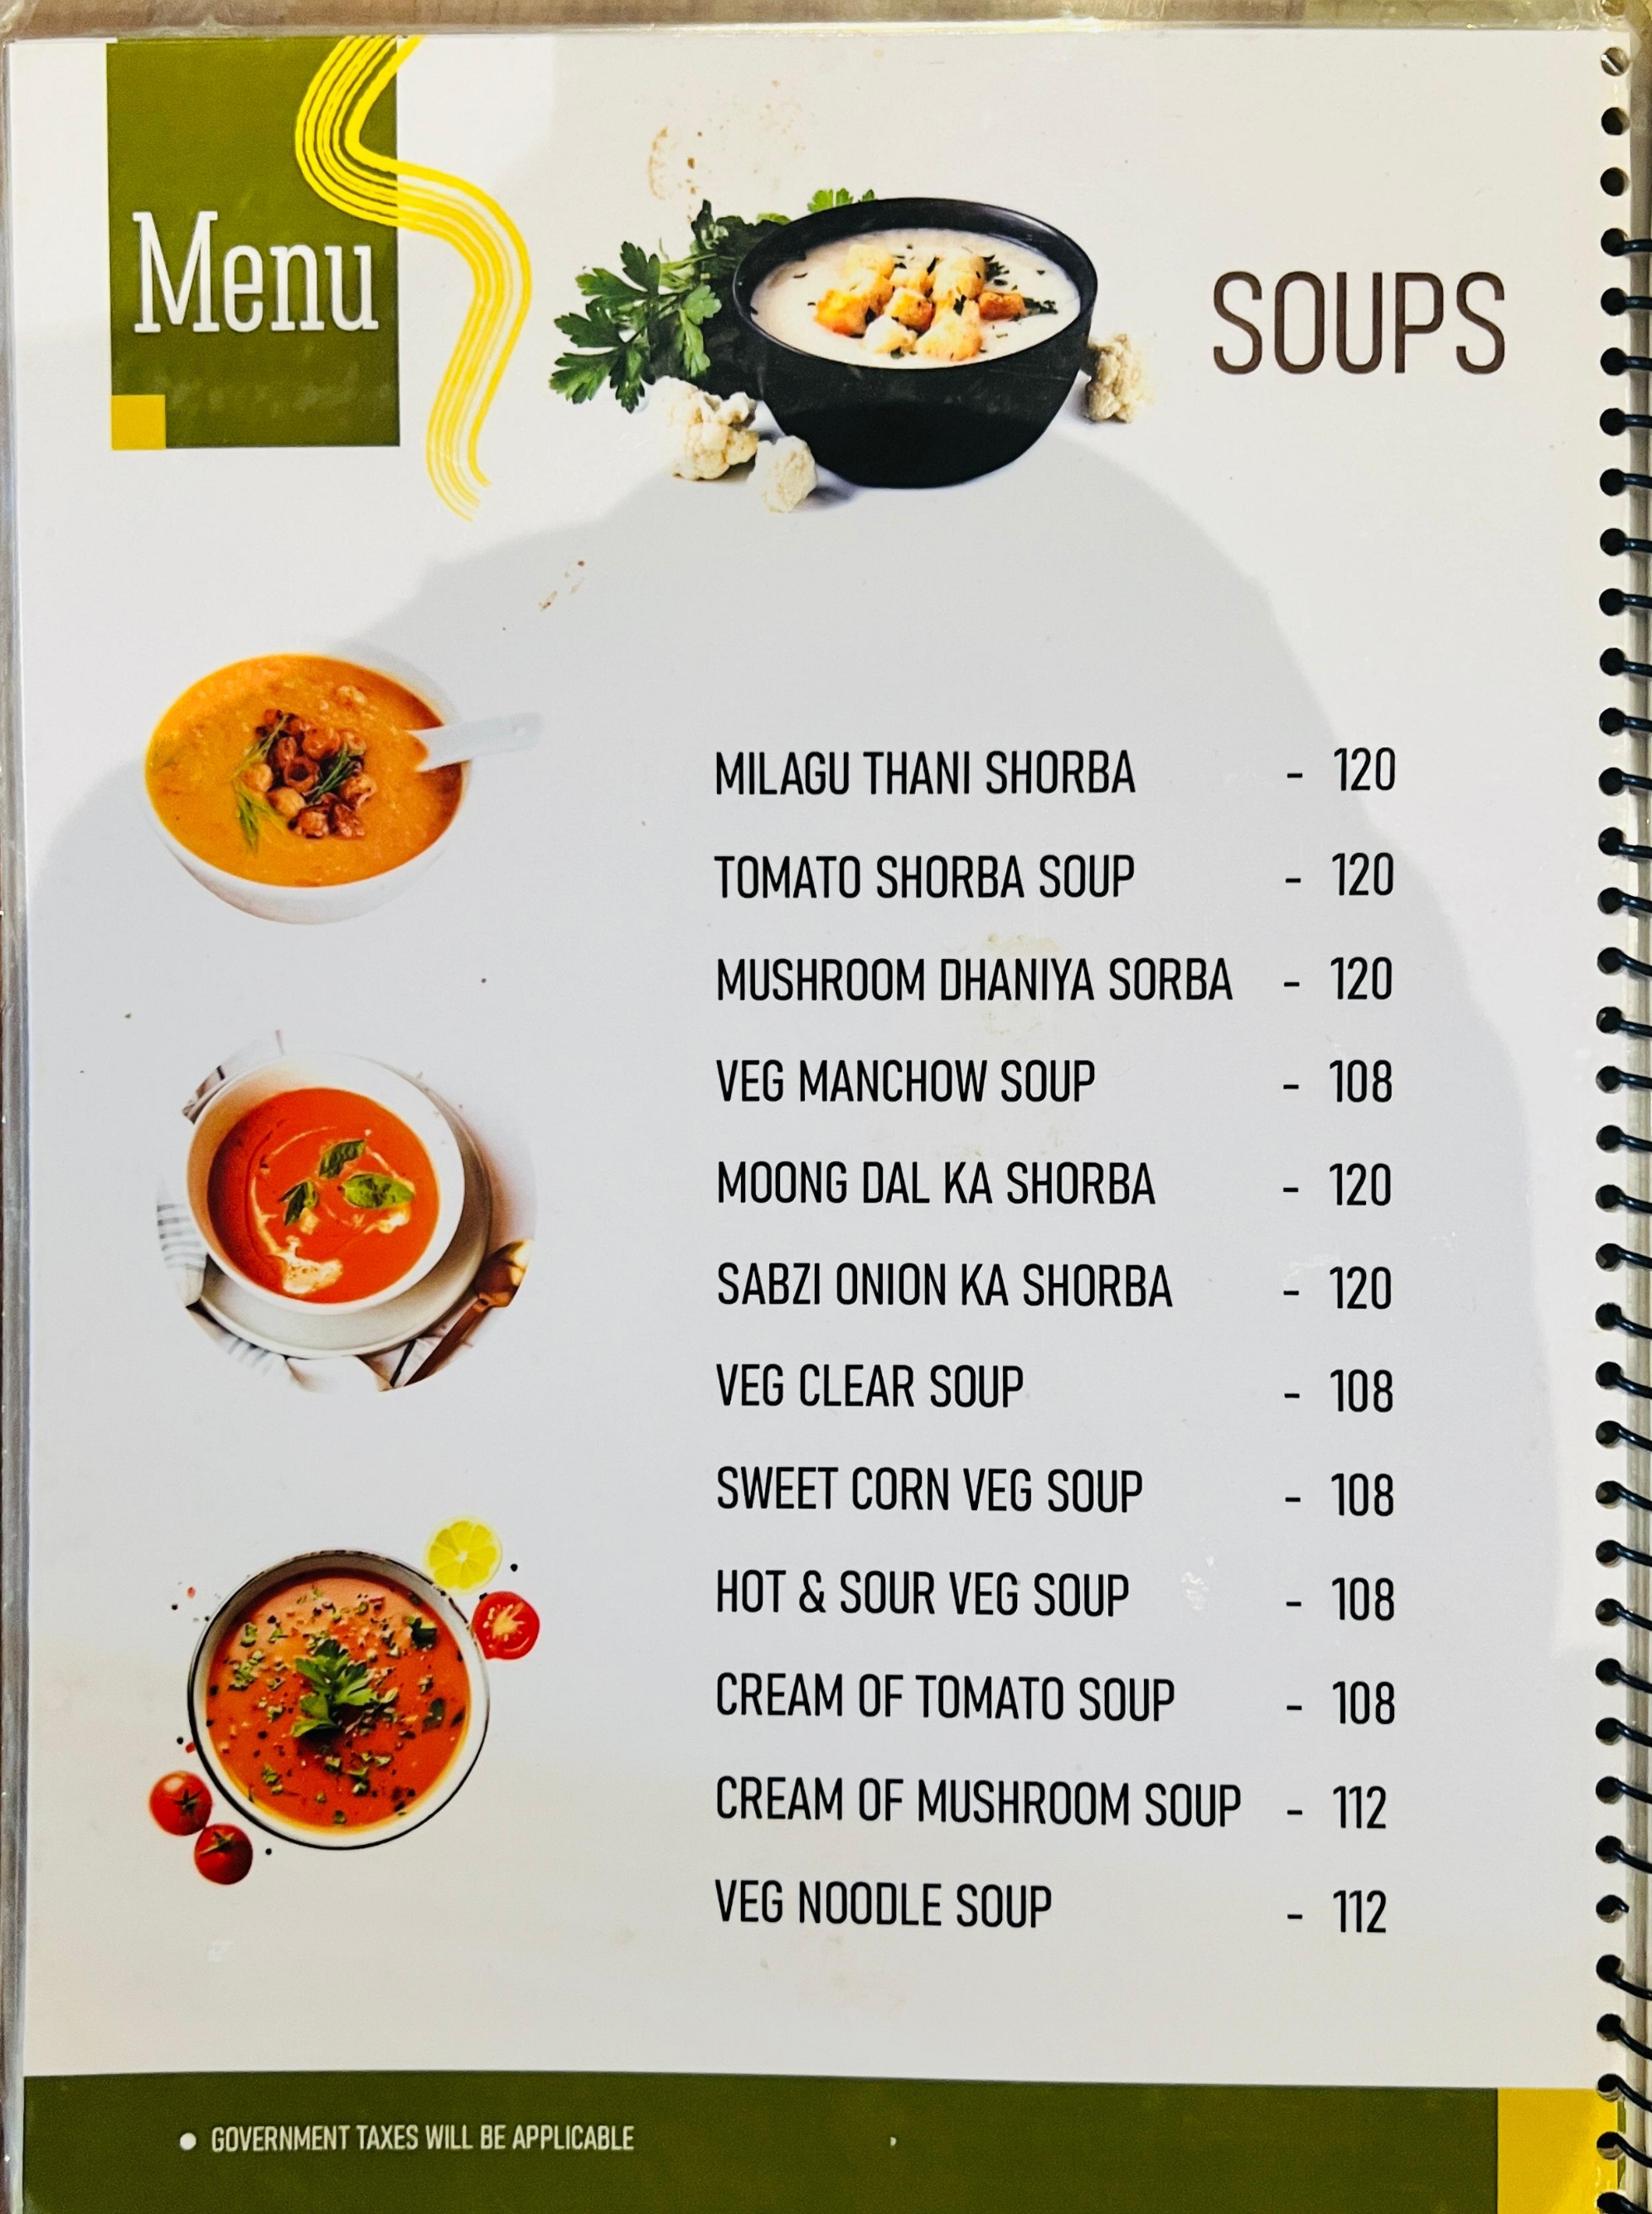 Menu
SOUPS
MILAGU THANI SHORBA - 120
TOMATO SHORBA SOUP - 120
MUSHROOM DHANIYA SORBA - 120
VEG MANCHOW SOUP - 108
MOONG DAL KA SHORBA - 120
SABZI ONION KA SHORBA - 120
VEG CLEAR SOUP - 108
SWEET CORN VEG SOUP - 108
HOT & SOUR VEG SOUP - 108
CREAM OF TOMATO SOUP - 108
CREAM OF MUSHROOM SOUP - 112
VEG NOODLE SOUP - 112
● GOVERNMENT TAXES WILL BE APPLICABLE